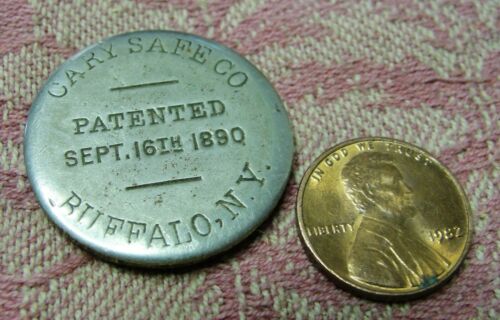 CARY SAFE CO
PATENTED
SEPT. 16TH 1890
BUFFALO, N.Y.
IN GOD WE TRUST
LIBERTY
1982